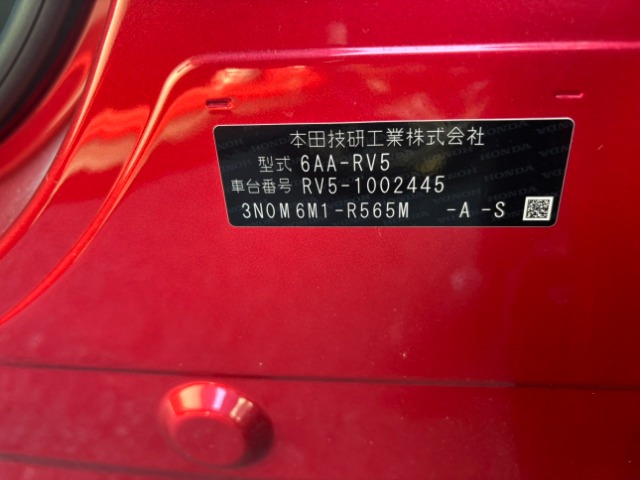 本田技研工業株式会社
型式 6AA-RV5
車台番号 RV5-1002445
3N0M6M1-R565M -A-S